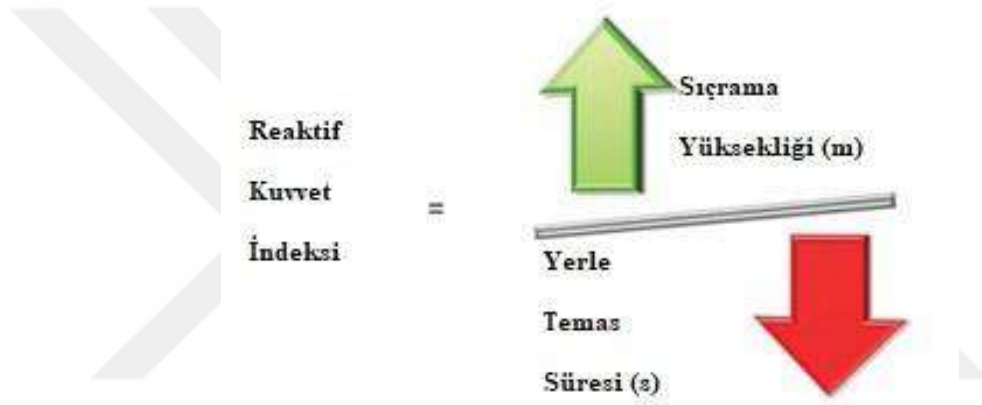 Reaktif
Kuvvet
İndeksi
=
Sıçrama
Yüksekliği (m)
Yerle
Temas
Süresi (s)